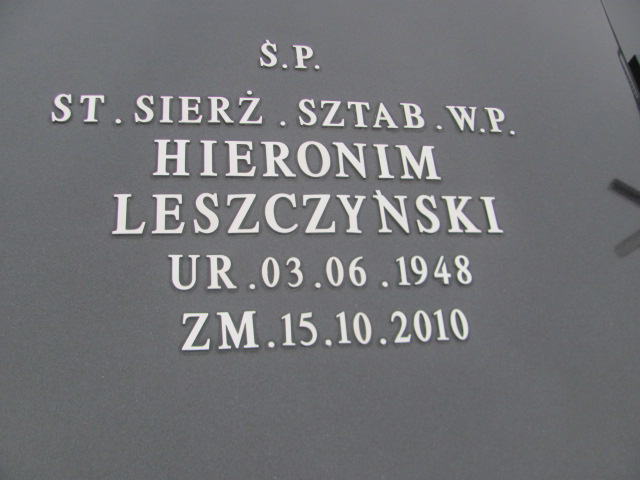 Ś.P.
ST. SIERŻ. SZTAB. W.P.
HIERONIM
LESZCZYŃSKI
UR. 03.06.1948
ZM. 15.10.2010